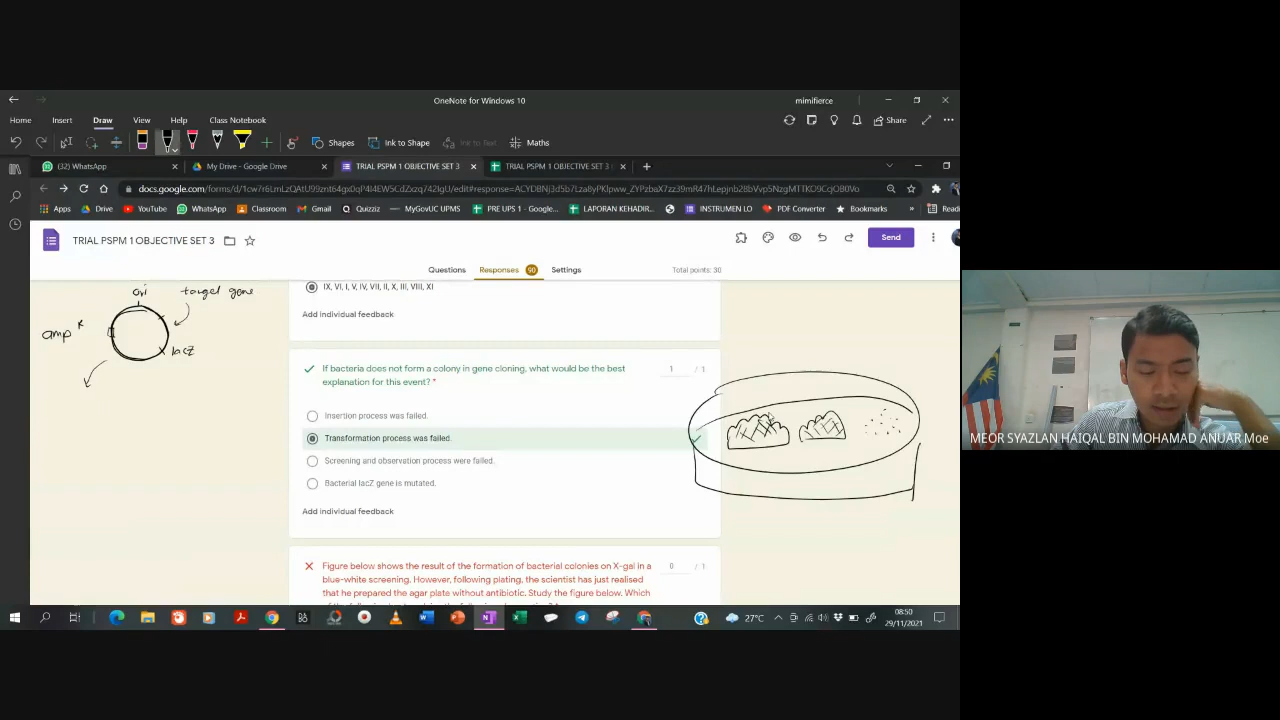 OneNote for Windows 10
mimifierce
Home Insert Draw View Help Class Notebook
Share
Shapes Ink to Shape Ink to Text Maths
(32) WhatsApp
My Drive - Google Drive
TRIAL PSPM 1 OBJECTIVE SET 3
TRIAL PSPM 1 OBJECTIVE SET 3
Apps Drive YouTube WhatsApp Classroom Gmail Quizziz MyGovUC UPMS PRE UPS 1 - Google... LAPORAN KEHADIR... INSTRUMEN LO PDF Converter Bookmarks » Read
TRIAL PSPM 1 OBJECTIVE SET 3
Send
Questions Responses 90 Settings
Total points: 30
ori
target gene
amp R
lacZ
IX, VI, I, V, IV, VII, II, X, III, VIII, XI
Add individual feedback
If bacteria does not form a colony in gene cloning, what would be the best
explanation for this event? *
1 / 1
Insertion process was failed.
Transformation process was failed.
Screening and observation process were failed.
Bacterial lacZ gene is mutated.
Add individual feedback
Figure below shows the result of the formation of bacterial colonies on X-gal in a
blue-white screening. However, following plating, the scientist has just realised
that he prepared the agar plate without antibiotic. Study the figure below. Which
0 / 1
MEOR SYAZLAN HAIQAL BIN MOHAMAD ANUAR Moe
27°C
08:50
29/11/2021